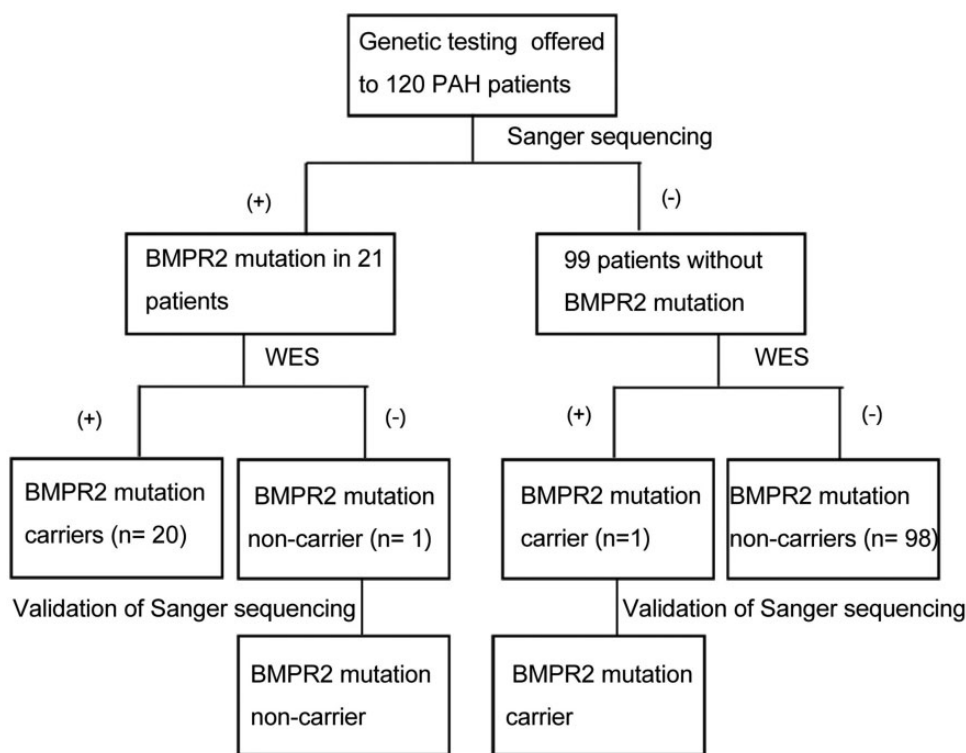 Genetic testing offered
to 120 PAH patients
Sanger sequencing
(+)
(-)
BMPR2 mutation in 21
patients
99 patients without
BMPR2 mutation
WES
WES
(+)
(-)
(+)
(-)
BMPR2 mutation
carriers (n= 20)
BMPR2 mutation
non-carrier (n= 1)
BMPR2 mutation
carrier (n=1)
BMPR2 mutation
non-carriers (n= 98)
Validation of Sanger sequencing
Validation of Sanger sequencing
BMPR2 mutation
non-carrier
BMPR2 mutation
carrier